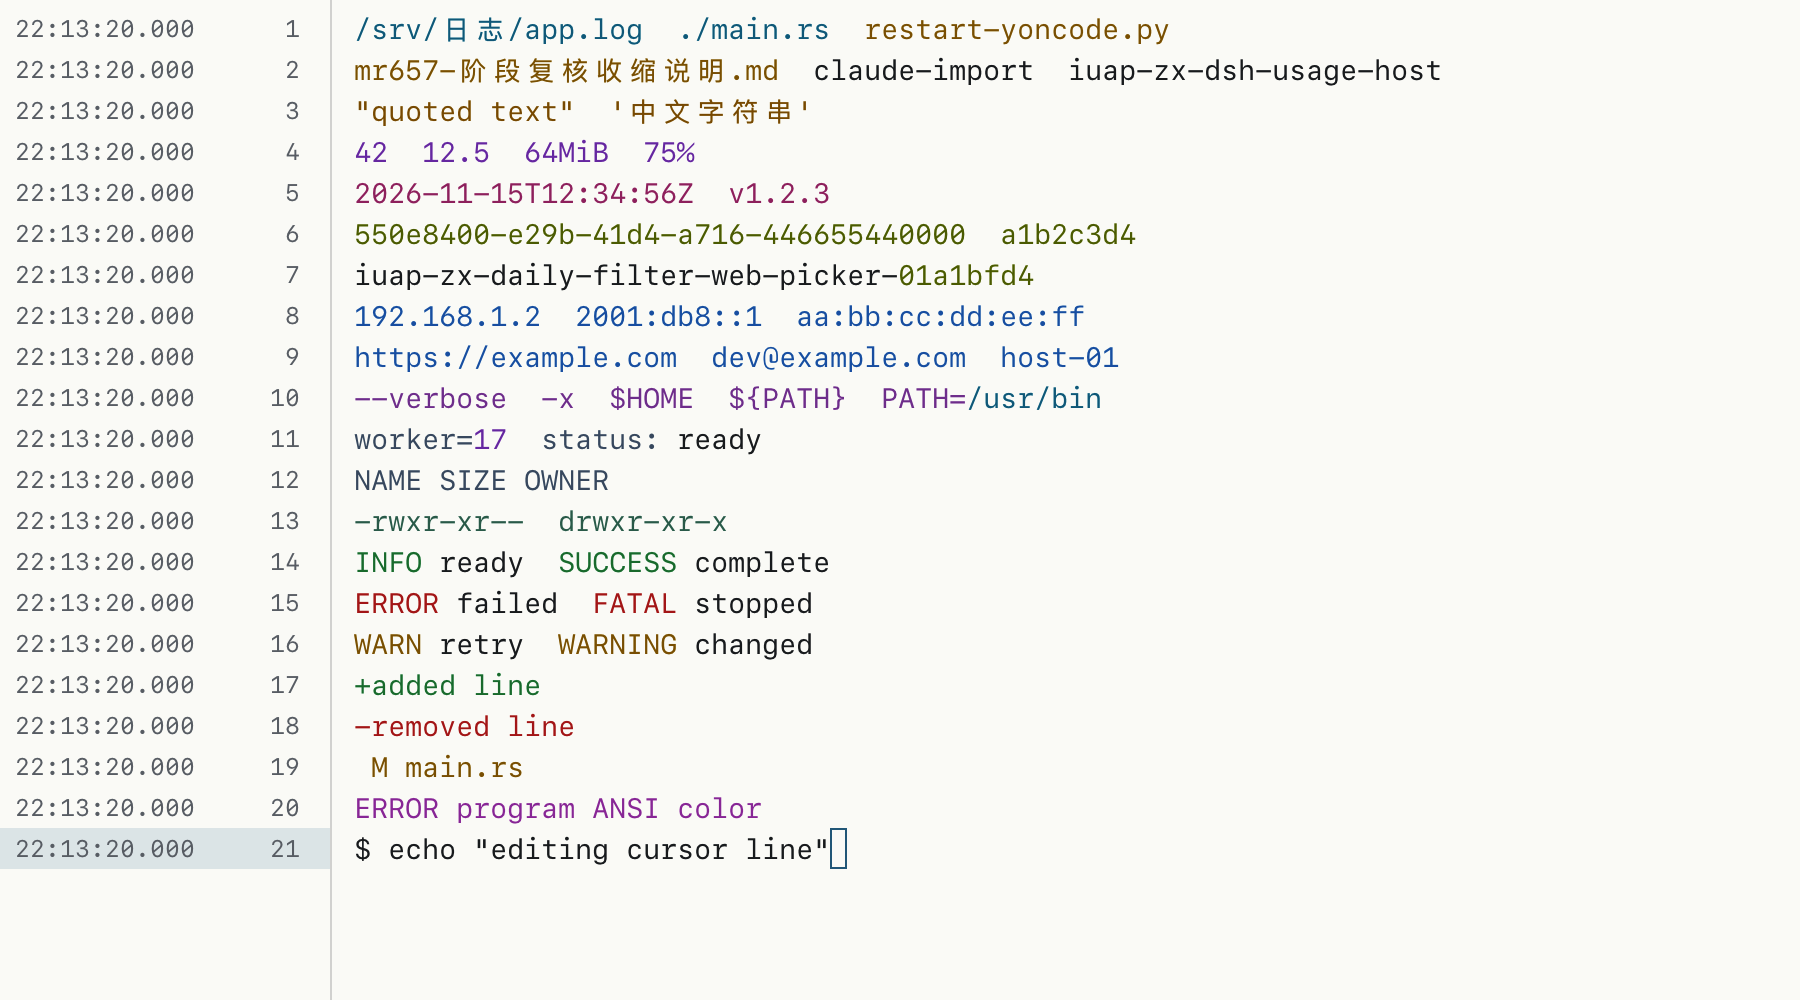 22:13:20.000 1 /srv/日志/app.log ./main.rs restart-yoncode.py
22:13:20.000 2 mr657-阶段复核收缩说明.md claude-import iuap-zx-dsh-usage-host
22:13:20.000 3 "quoted text" '中文字符串'
22:13:20.000 4 42 12.5 64MiB 75%
22:13:20.000 5 2026-11-15T12:34:56Z v1.2.3
22:13:20.000 6 550e8400-e29b-41d4-a716-446655440000 a1b2c3d4
22:13:20.000 7 iuap-zx-daily-filter-web-picker-01a1bfd4
22:13:20.000 8 192.168.1.2 2001:db8::1 aa:bb:cc:dd:ee:ff
22:13:20.000 9 https://example.com dev@example.com host-01
22:13:20.000 10 --verbose -x $HOME ${PATH} PATH=/usr/bin
22:13:20.000 11 worker=17 status: ready
22:13:20.000 12 NAME SIZE OWNER
22:13:20.000 13 -rwxr-xr-- drwxr-xr-x
22:13:20.000 14 INFO ready SUCCESS complete
22:13:20.000 15 ERROR failed FATAL stopped
22:13:20.000 16 WARN retry WARNING changed
22:13:20.000 17 +added line
22:13:20.000 18 -removed line
22:13:20.000 19 M main.rs
22:13:20.000 20 ERROR program ANSI color
22:13:20.000 21 $ echo "editing cursor line"